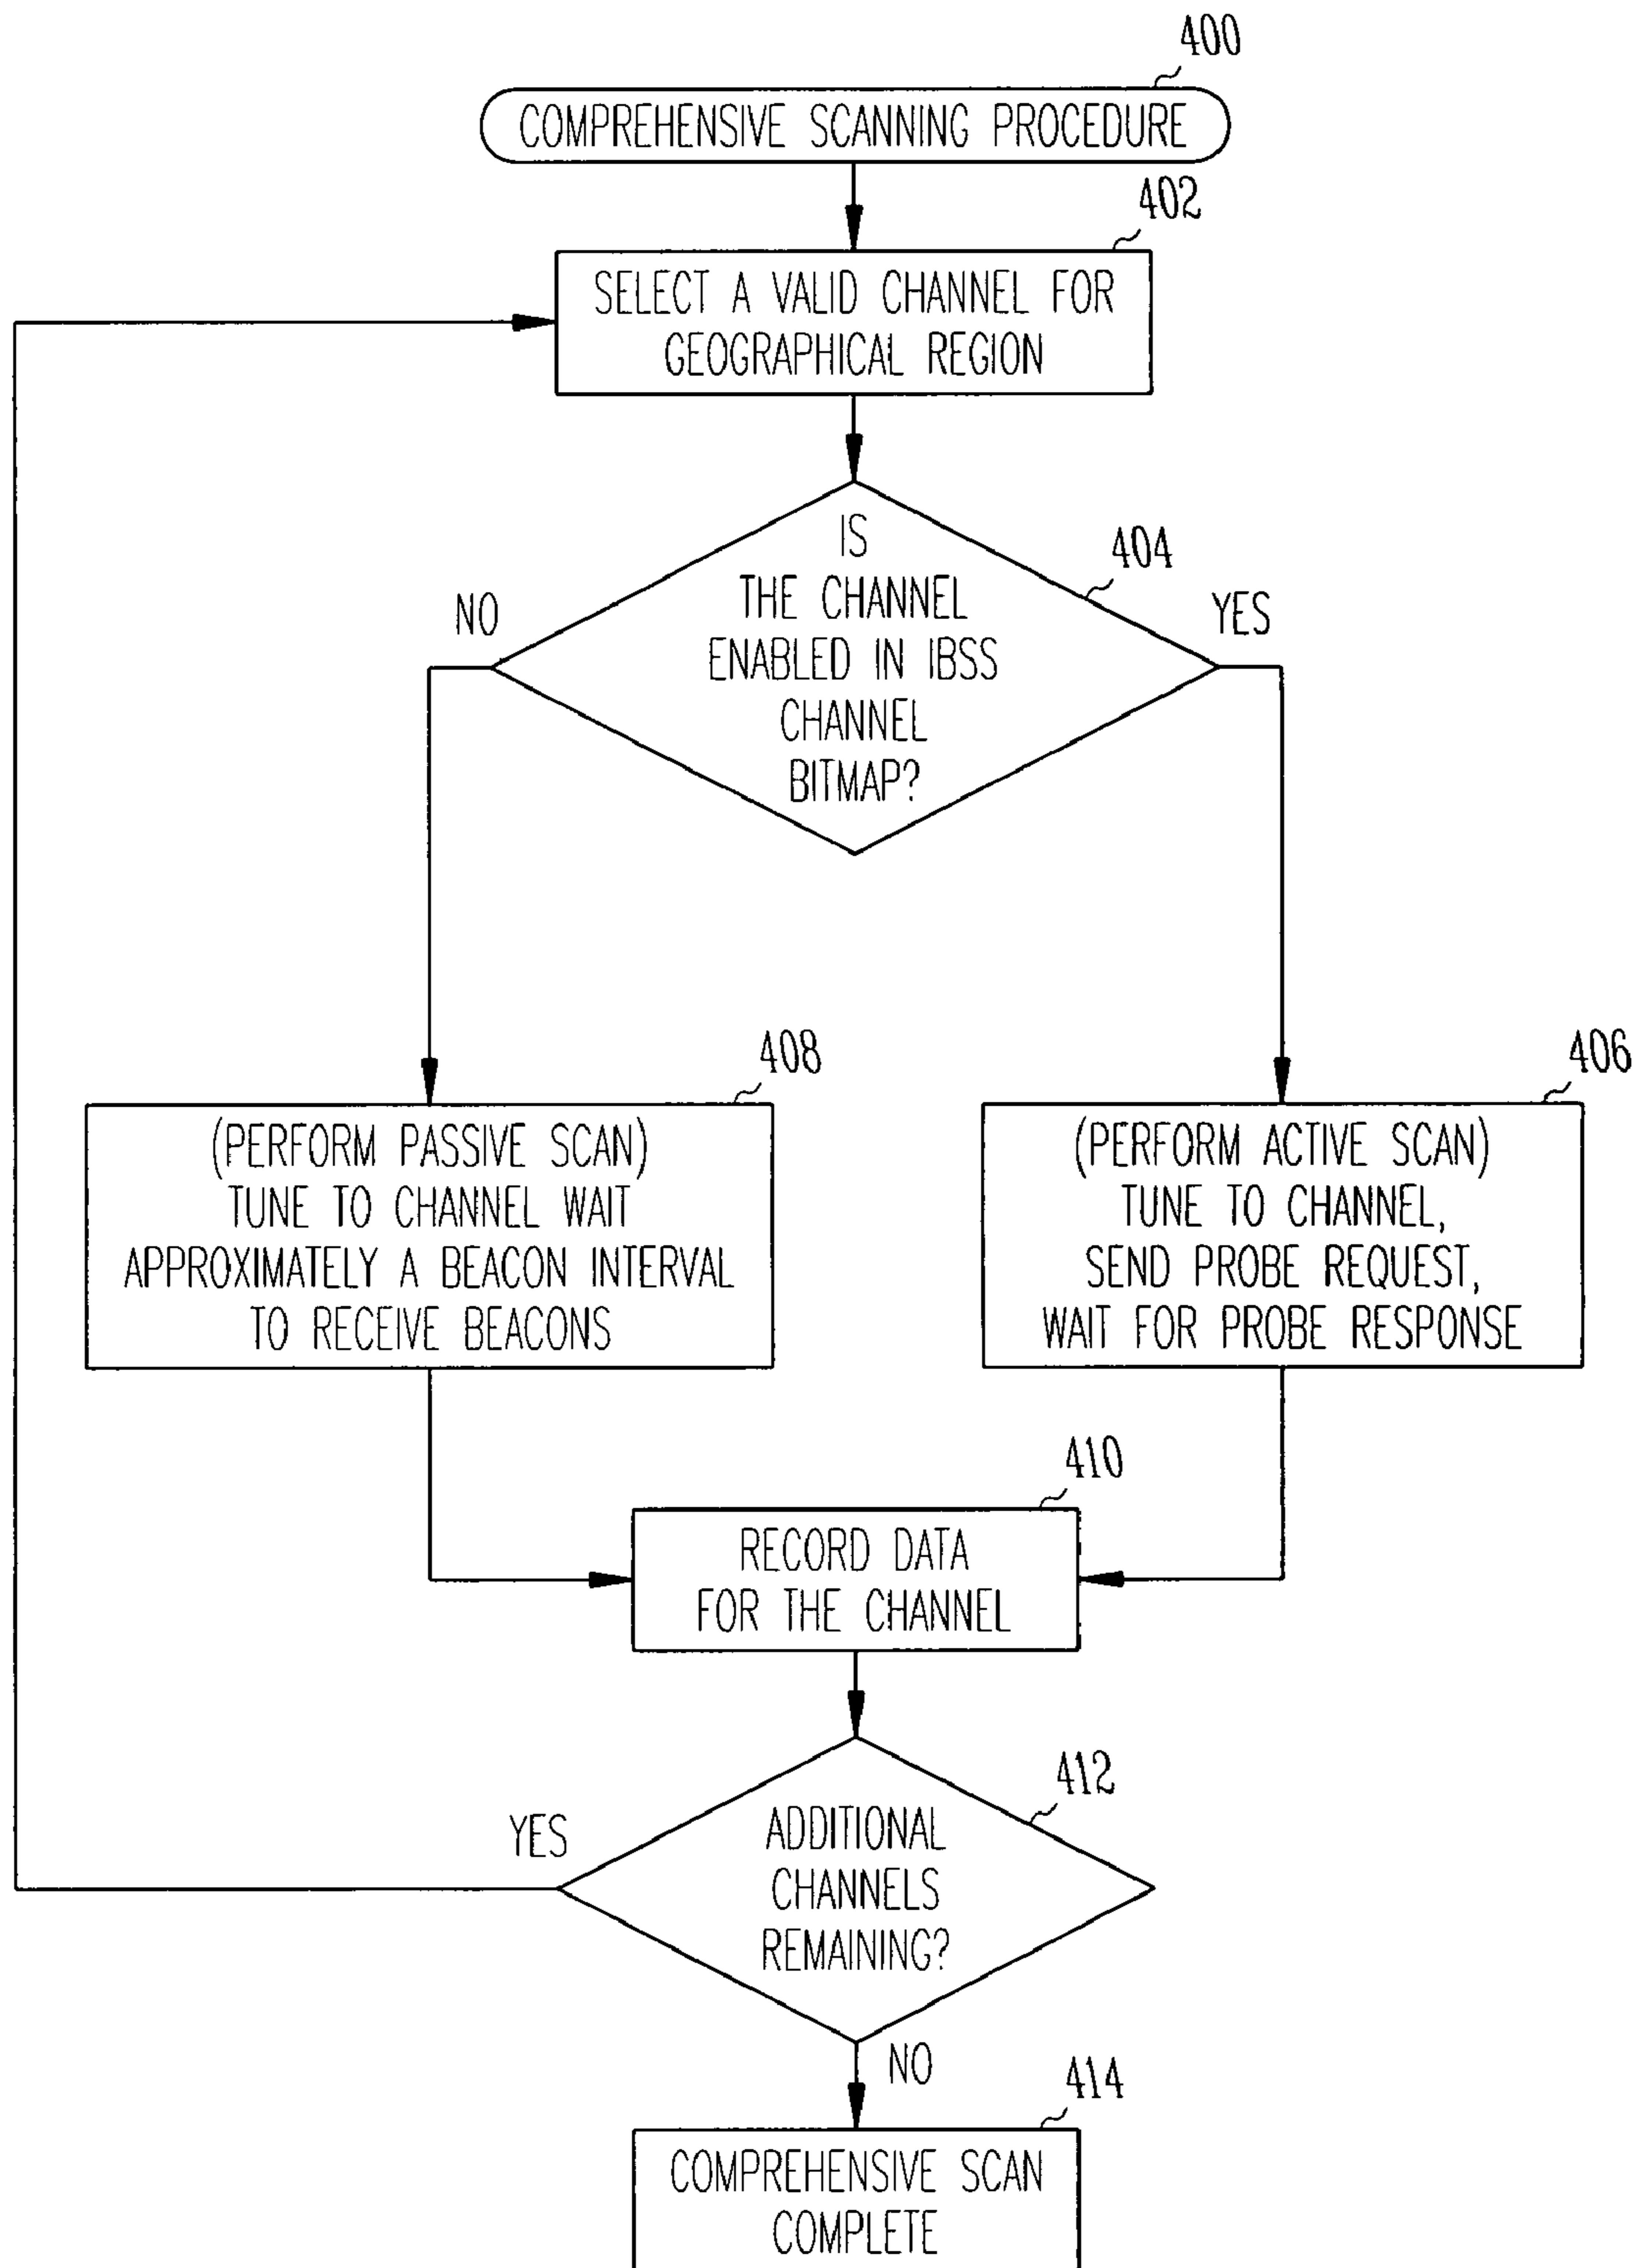 400
COMPREHENSIVE SCANNING PROCEDURE
402
SELECT A VALID CHANNEL FOR
GEOGRAPHICAL REGION
404
IS
THE CHANNEL
ENABLED IN IBSS
CHANNEL
BITMAP?
NO
YES
408
(PERFORM PASSIVE SCAN)
TUNE TO CHANNEL WAIT
APPROXIMATELY A BEACON INTERVAL
TO RECEIVE BEACONS
406
(PERFORM ACTIVE SCAN)
TUNE TO CHANNEL,
SEND PROBE REQUEST,
WAIT FOR PROBE RESPONSE
410
RECORD DATA
FOR THE CHANNEL
412
YES
ADDITIONAL
CHANNELS
REMAINING?
NO
414
COMPREHENSIVE SCAN
COMPLETE